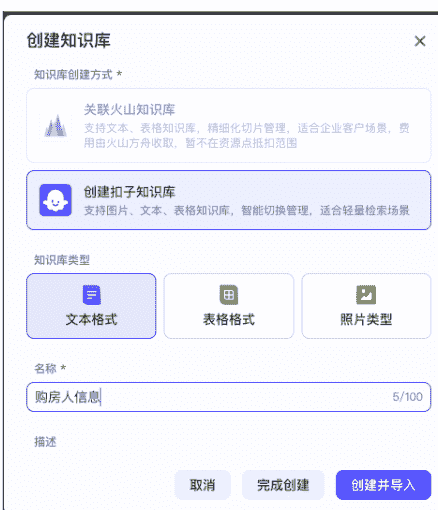 创建知识库
知识库创建方式 *
关联火山知识库
支持文本、表格知识库，精细化切片管理，适合企业客户场景，费
用由火山方舟收取，暂不在资源点抵扣范围
创建扣子知识库
支持图片、文本、表格知识库，智能切换管理，适合轻量检索场景
知识库类型
文本格式
表格格式
照片类型
名称 *
购房人信息
5/100
描述
取消
完成创建
创建并导入